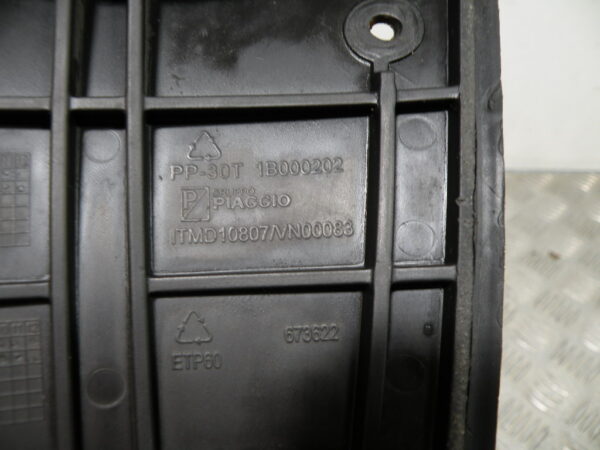 PP-30T 1B000202
GRUPPO
PIAGGIO
ITMD10807/VN00083
673622
ETP60